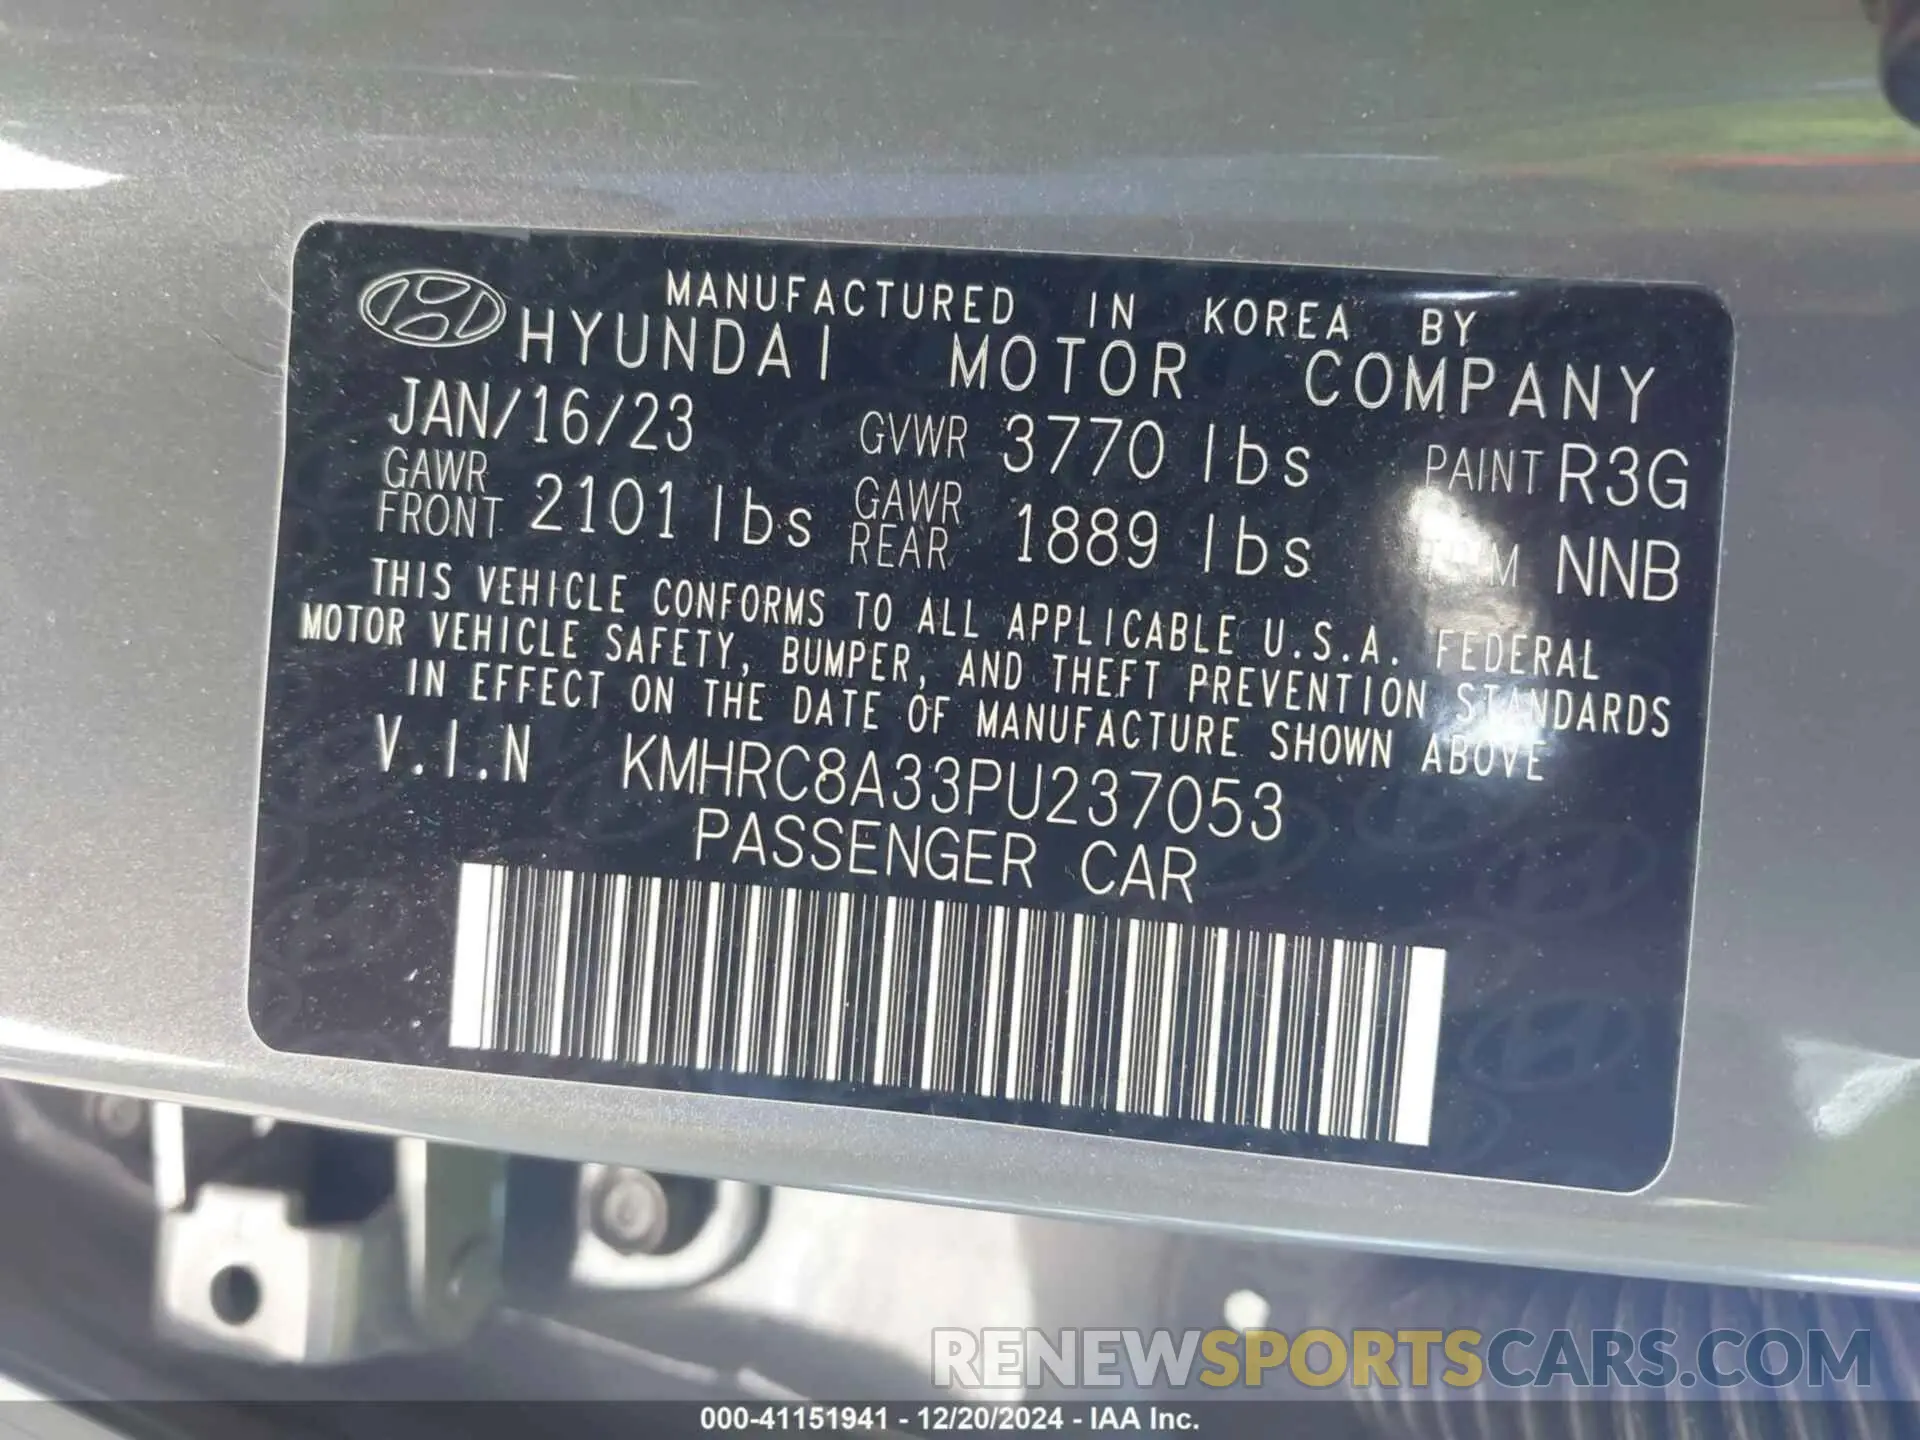 MANUFACTURED IN KOREA BY
HYUNDAI MOTOR COMPANY
JAN/16/23 GVWR 3770 lbs PAINT R3G
GAWR FRONT 2101 lbs GAWR REAR 1889 lbs TRIM NNB
THIS VEHICLE CONFORMS TO ALL APPLICABLE U.S.A. FEDERAL
MOTOR VEHICLE SAFETY, BUMPER, AND THEFT PREVENTION STANDARDS
IN EFFECT ON THE DATE OF MANUFACTURE SHOWN ABOVE
V.I.N KMHRC8A33PU237053
PASSENGER CAR
RENEWSPORTSCARS.COM
000-41151941 - 12/20/2024 - IAA Inc.